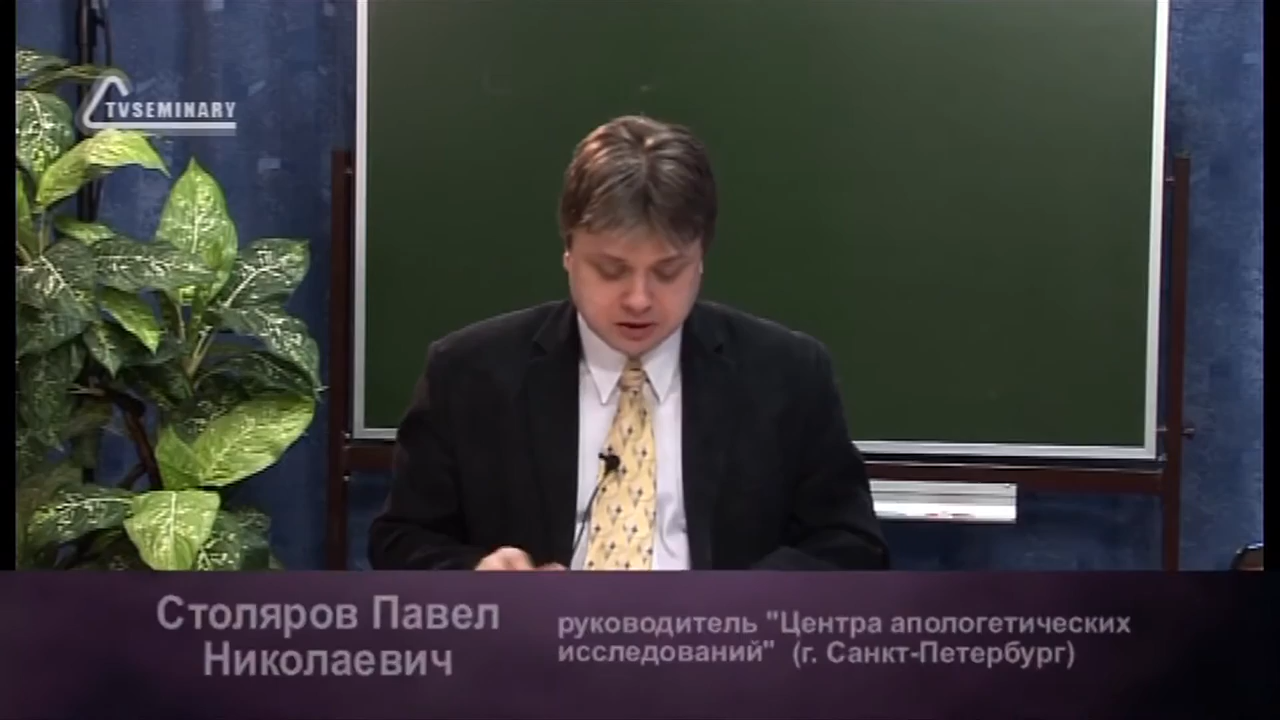 TVSEMINARY
Столяров Павел
Николаевич
руководитель "Центра апологетических
исследований" (г. Санкт-Петербург)